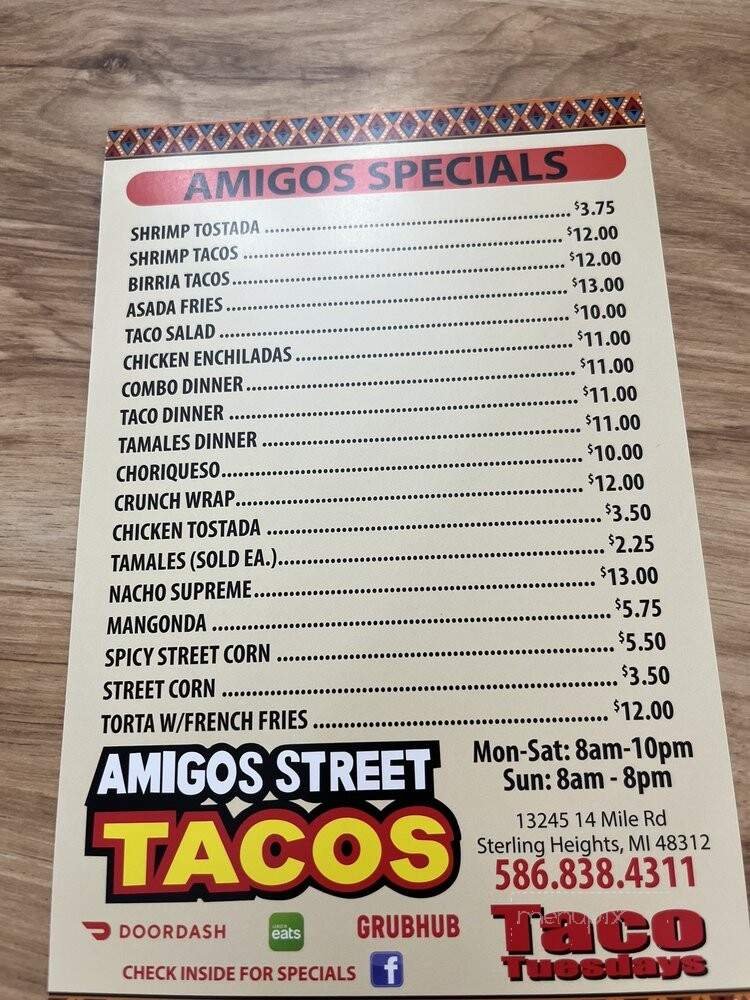 AMIGOS SPECIALS
SHRIMP TOSTADA $3.75
SHRIMP TACOS $12.00
BIRRIA TACOS $12.00
ASADA FRIES $13.00
TACO SALAD $10.00
CHICKEN ENCHILADAS $11.00
COMBO DINNER $11.00
TACO DINNER $11.00
TAMALES DINNER $11.00
CHORIQUESO $10.00
CRUNCH WRAP $12.00
CHICKEN TOSTADA $3.50
TAMALES (SOLD EA.) $2.25
NACHO SUPREME $13.00
MANGONDA $5.75
SPICY STREET CORN $5.50
STREET CORN $3.50
TORTA W/FRENCH FRIES $12.00
AMIGOS STREET
TACOS
Mon-Sat: 8am-10pm
Sun: 8am - 8pm
13245 14 Mile Rd
Sterling Heights, MI 48312
586.838.4311
DOORDASH
Uber
eats
GRUBHUB
Taco
Tuesdays
menupix
CHECK INSIDE FOR SPECIALS
f